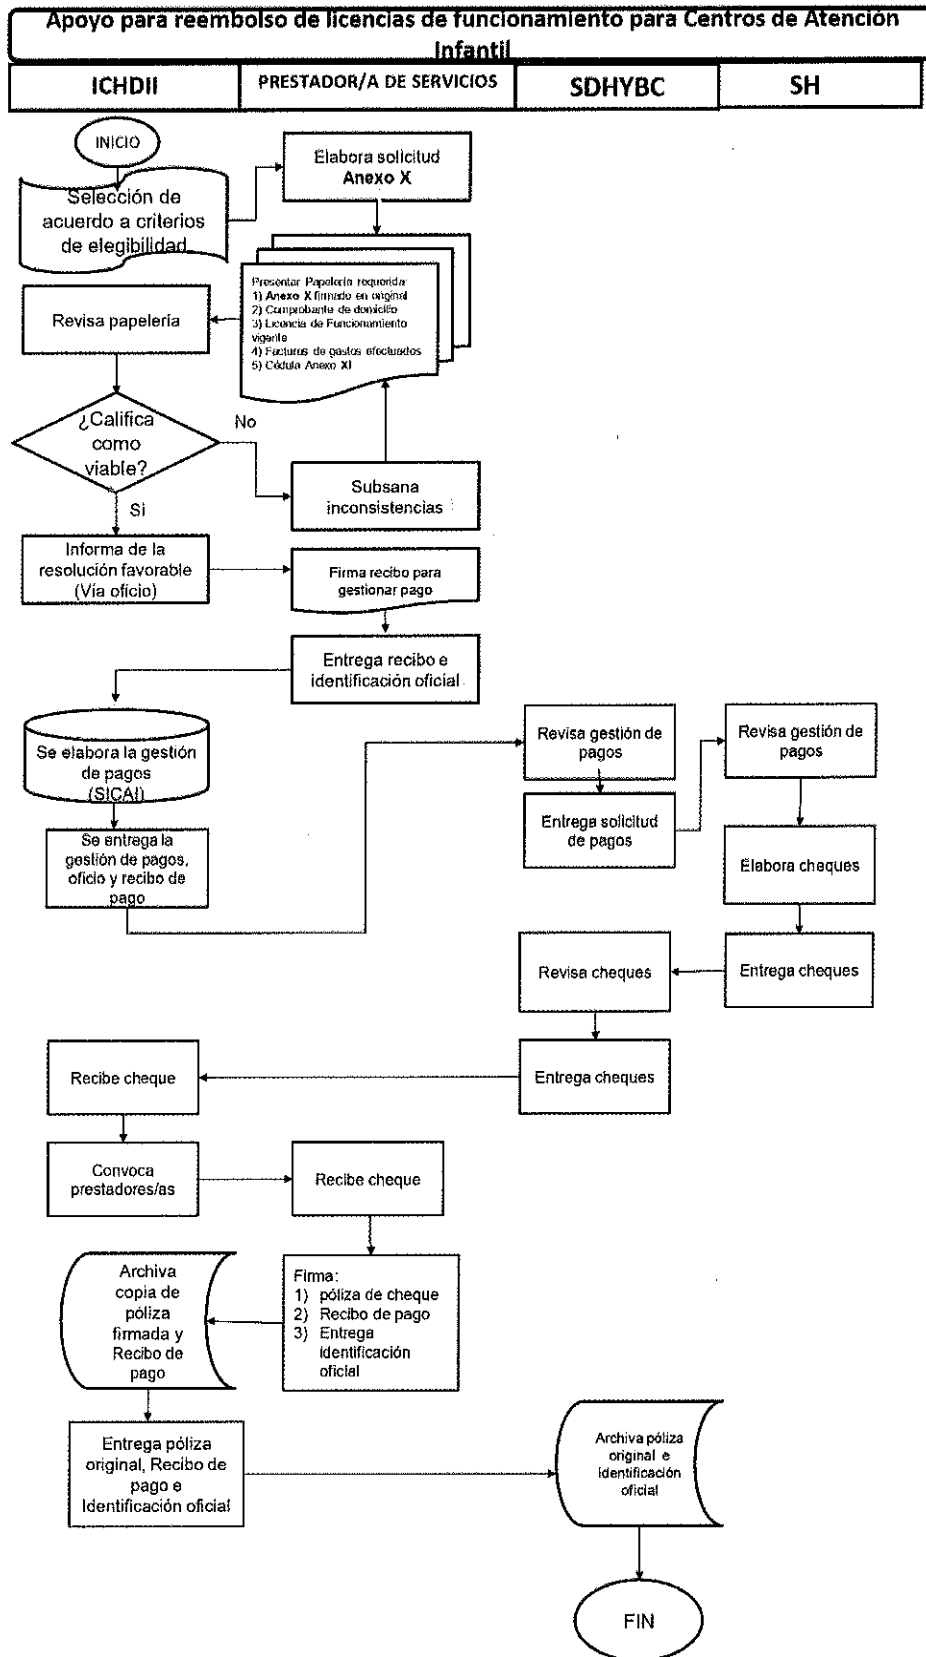 Apoyo para reembolso de licencias de funcionamiento para Centros de Atención
Infantil
ICHDII
PRESTADOR/A DE SERVICIOS
SDHYBC
SH
INICIO
Elabora solicitud
Anexo X
Selección de
acuerdo a criterios
de elegibilidad
Presentar Papelería requerida:
1) Anexo X firmado en original
2) Comprobante de domicilio
3) Licencia de Funcionamiento
vigente
4) Facturas de gastos efectuados
5) Cédula Anexo XI
Revisa papelería
¿Califica
como
viable?
No
Si
Subsana
inconsistencias
Informa de la
resolución favorable
(Vía oficio)
Firma recibo para
gestionar pago
Entrega recibo e
identificación oficial
Se elabora la gestión
de pagos
(SICAI)
Revisa gestión de
pagos
Revisa gestión de
pagos
Entrega solicitud
de pagos
Se entrega la
gestión de pagos,
oficio y recibo de
pago
Elabora cheques
Revisa cheques
Entrega cheques
Recibe cheque
Entrega cheques
Convoca
prestadores/as
Recibe cheque
Archiva
copia de
póliza
firmada y
Recibo de
pago
Firma:
1) póliza de cheque
2) Recibo de pago
3) Entrega
identificación
oficial
Entrega póliza
original, Recibo de
pago e
Identificación oficial
Archiva póliza
original e
identificación
oficial
FIN